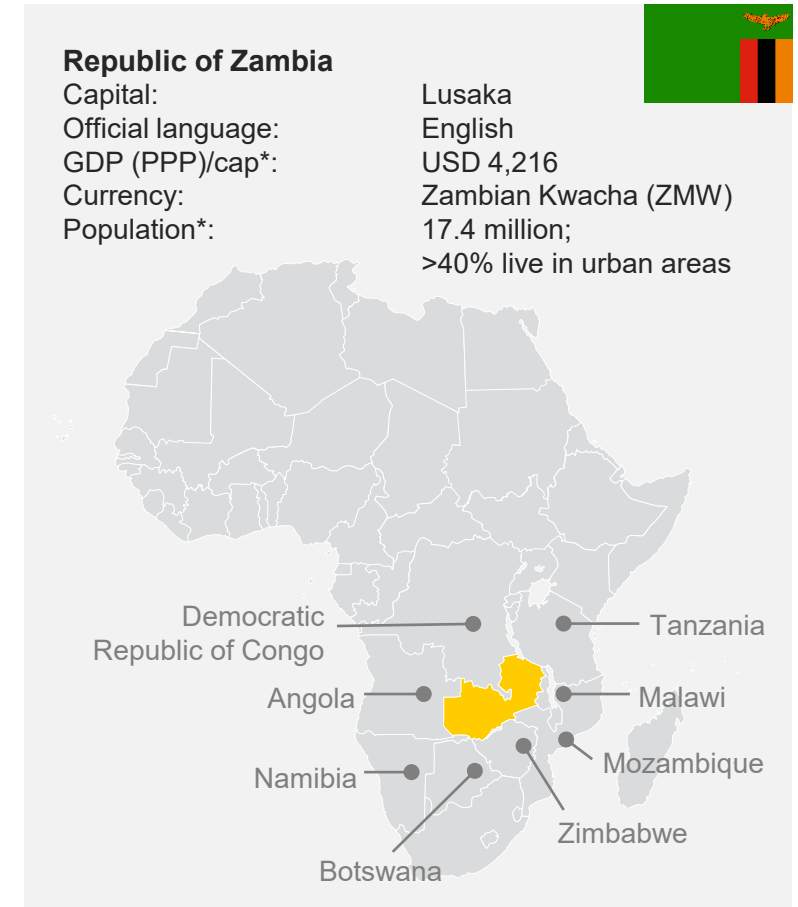 Republic of Zambia
Capital: Lusaka
Official language: English
GDP (PPP)/cap*: USD 4,216
Currency: Zambian Kwacha (ZMW)
Population*: 17.4 million;
>40% live in urban areas
Democratic
Republic of Congo
Tanzania
Angola
Malawi
Mozambique
Namibia
Zimbabwe
Botswana